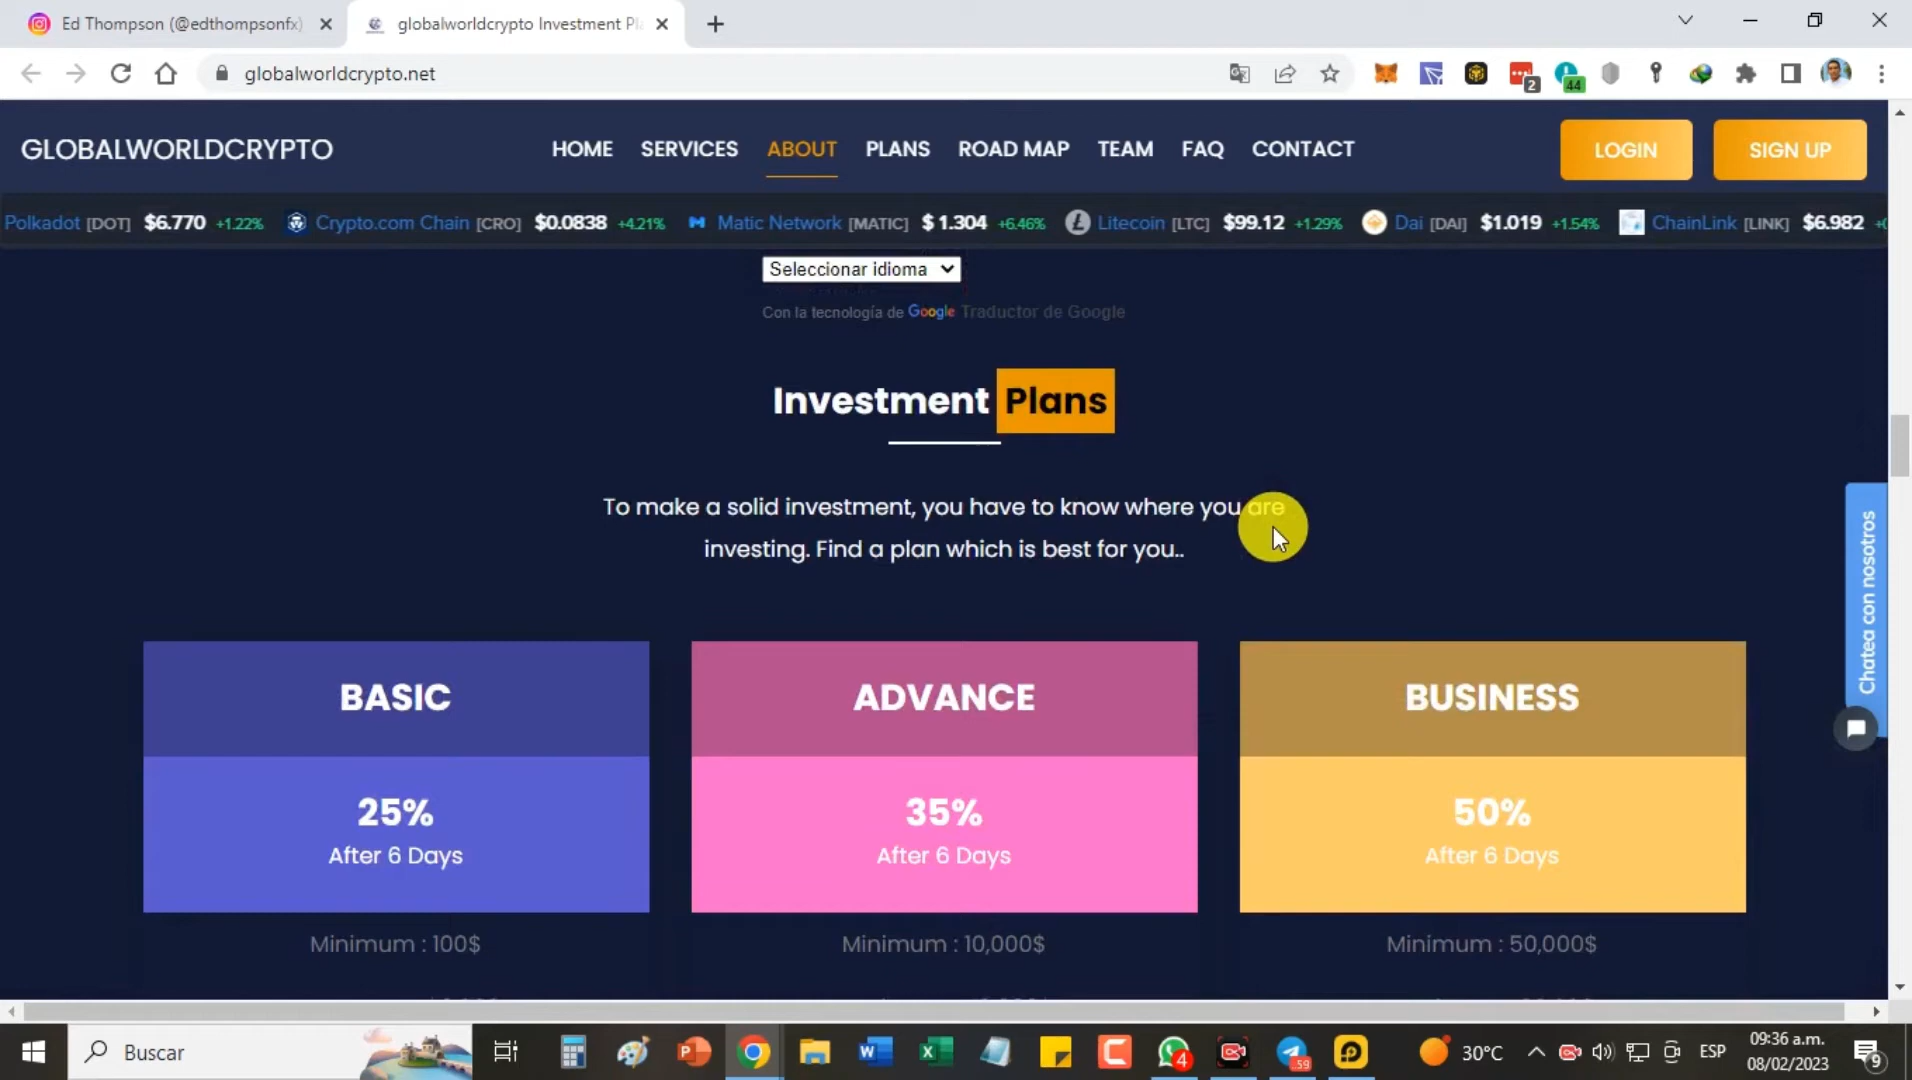 Ed Thompson (@edthompsonfx)
globalworldcrypto Investment Pl
globalworldcrypto.net
2
44
GLOBALWORLDCRYPTO
HOME SERVICES ABOUT PLANS ROAD MAP TEAM FAQ CONTACT
LOGIN SIGN UP
Polkadot [DOT] $6.770 +1.22% Crypto.com Chain [CRO] $0.0838 +4.21% Matic Network [MATIC] $ 1.304 +6.46% Litecoin [LTC] $99.12 +1.29% Dai [DAI] $1.019 +1.54% ChainLink [LINK] $6.982
Seleccionar idioma
Con la tecnología de Google Traductor de Google
Investment Plans
To make a solid investment, you have to know where you are
investing. Find a plan which is best for you..
Chatea con nosotros
BASIC ADVANCE BUSINESS
25% 35% 50%
After 6 Days After 6 Days After 6 Days
Minimum : 100$ Minimum : 10,000$ Minimum : 50,000$
Buscar
4
59
30°C
ESP
09:36 a.m.
08/02/2023
9